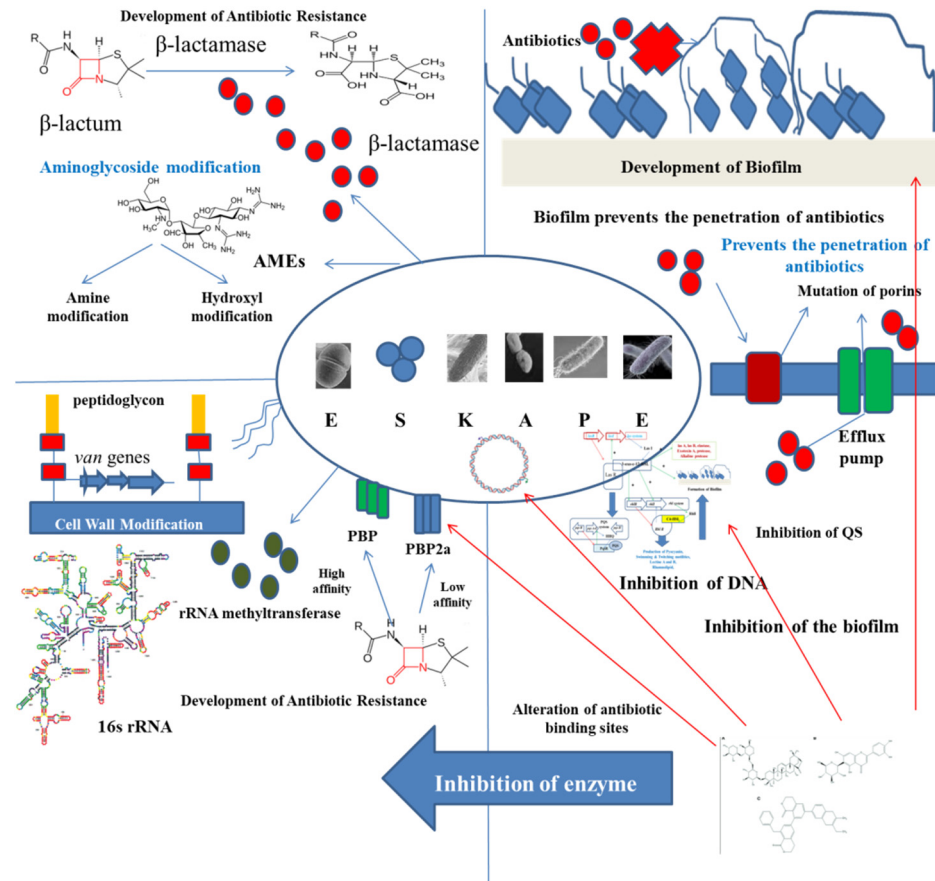 Development of Antibiotic Resistance
β-lactamase
β-lactum
β-lactamase
Aminoglycoside modification
AMEs
Amine
modification
Hydroxyl
modification
Antibiotics
Development of Biofilm
Biofilm prevents the penetration of antibiotics
Prevents the penetration of
antibiotics
Mutation of porins
Efflux
pump
E S K A P E
peptidoglycon
van genes
Cell Wall Modification
PBP
PBP2a
High
affinity
Low
affinity
rRNA methyltransferase
16s rRNA
Development of Antibiotic Resistance
Inhibition of QS
Inhibition of DNA
Inhibition of the biofilm
Alteration of antibiotic
binding sites
Inhibition of enzyme
A
B
C